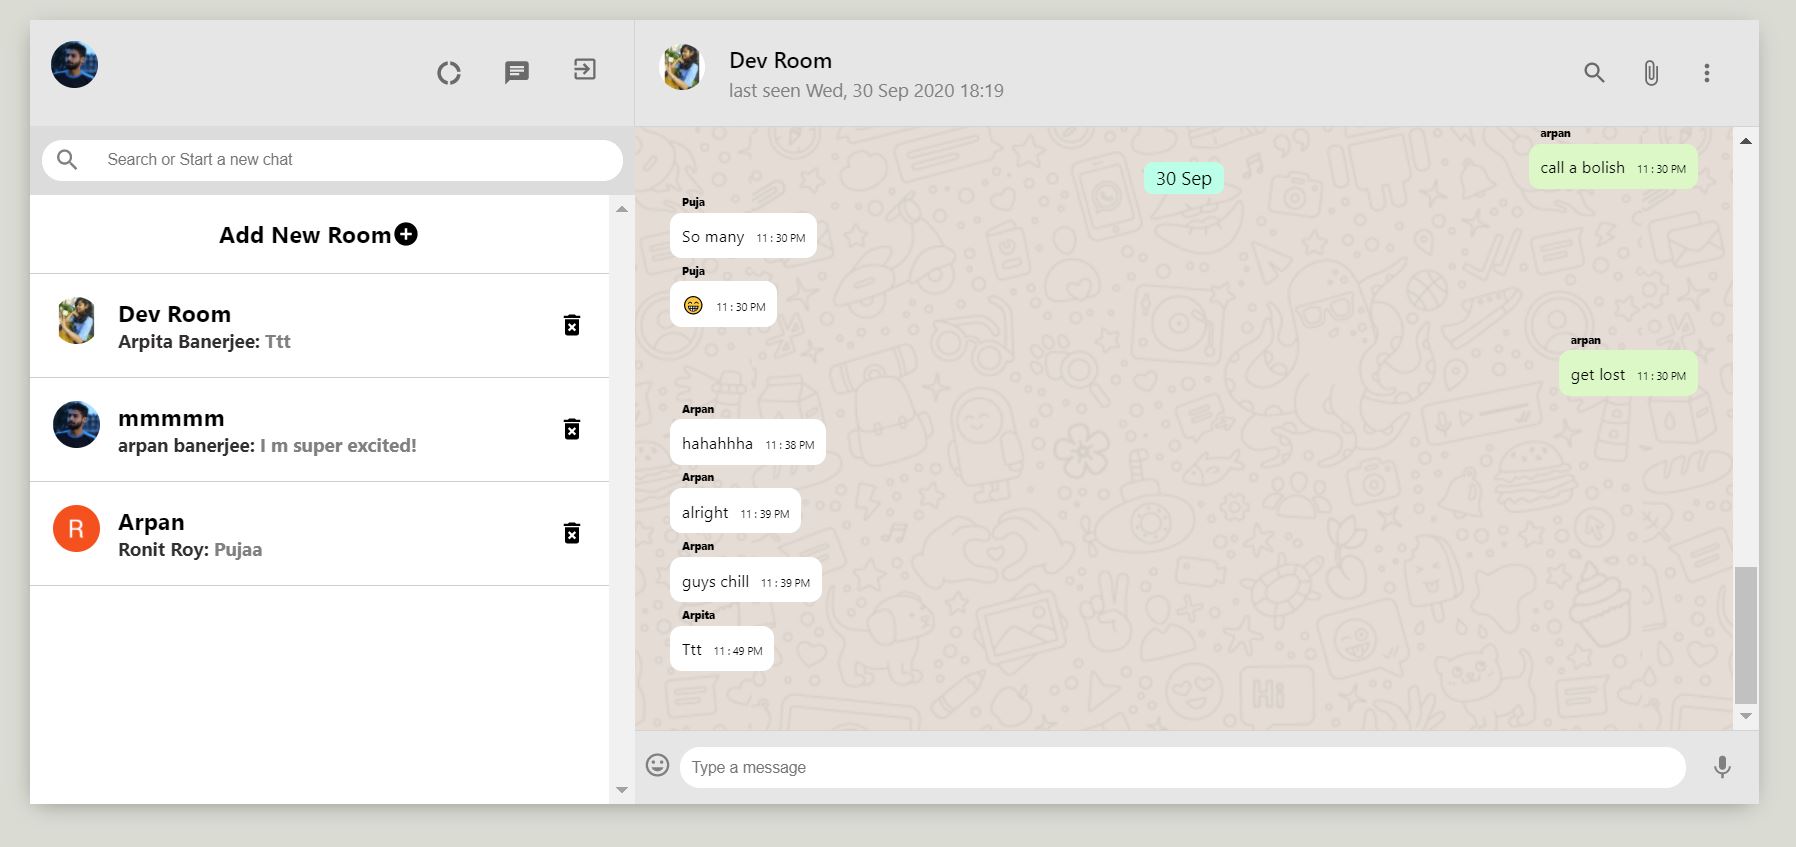 Search or Start a new chat
Add New Room
Dev Room
Arpita Banerjee: Ttt
mmmmm
arpan banerjee: I m super excited!
R
Arpan
Ronit Roy: Pujaa
Dev Room
last seen Wed, 30 Sep 2020 18:19
arpan
call a bolish 11 : 30 PM
30 Sep
Puja
So many 11 : 30 PM
Puja
😁 11 : 30 PM
arpan
get lost 11 : 30 PM
Arpan
hahahhha 11 : 38 PM
Arpan
alright 11 : 39 PM
Arpan
guys chill 11 : 39 PM
Arpita
Ttt 11 : 49 PM
Hi
Type a message